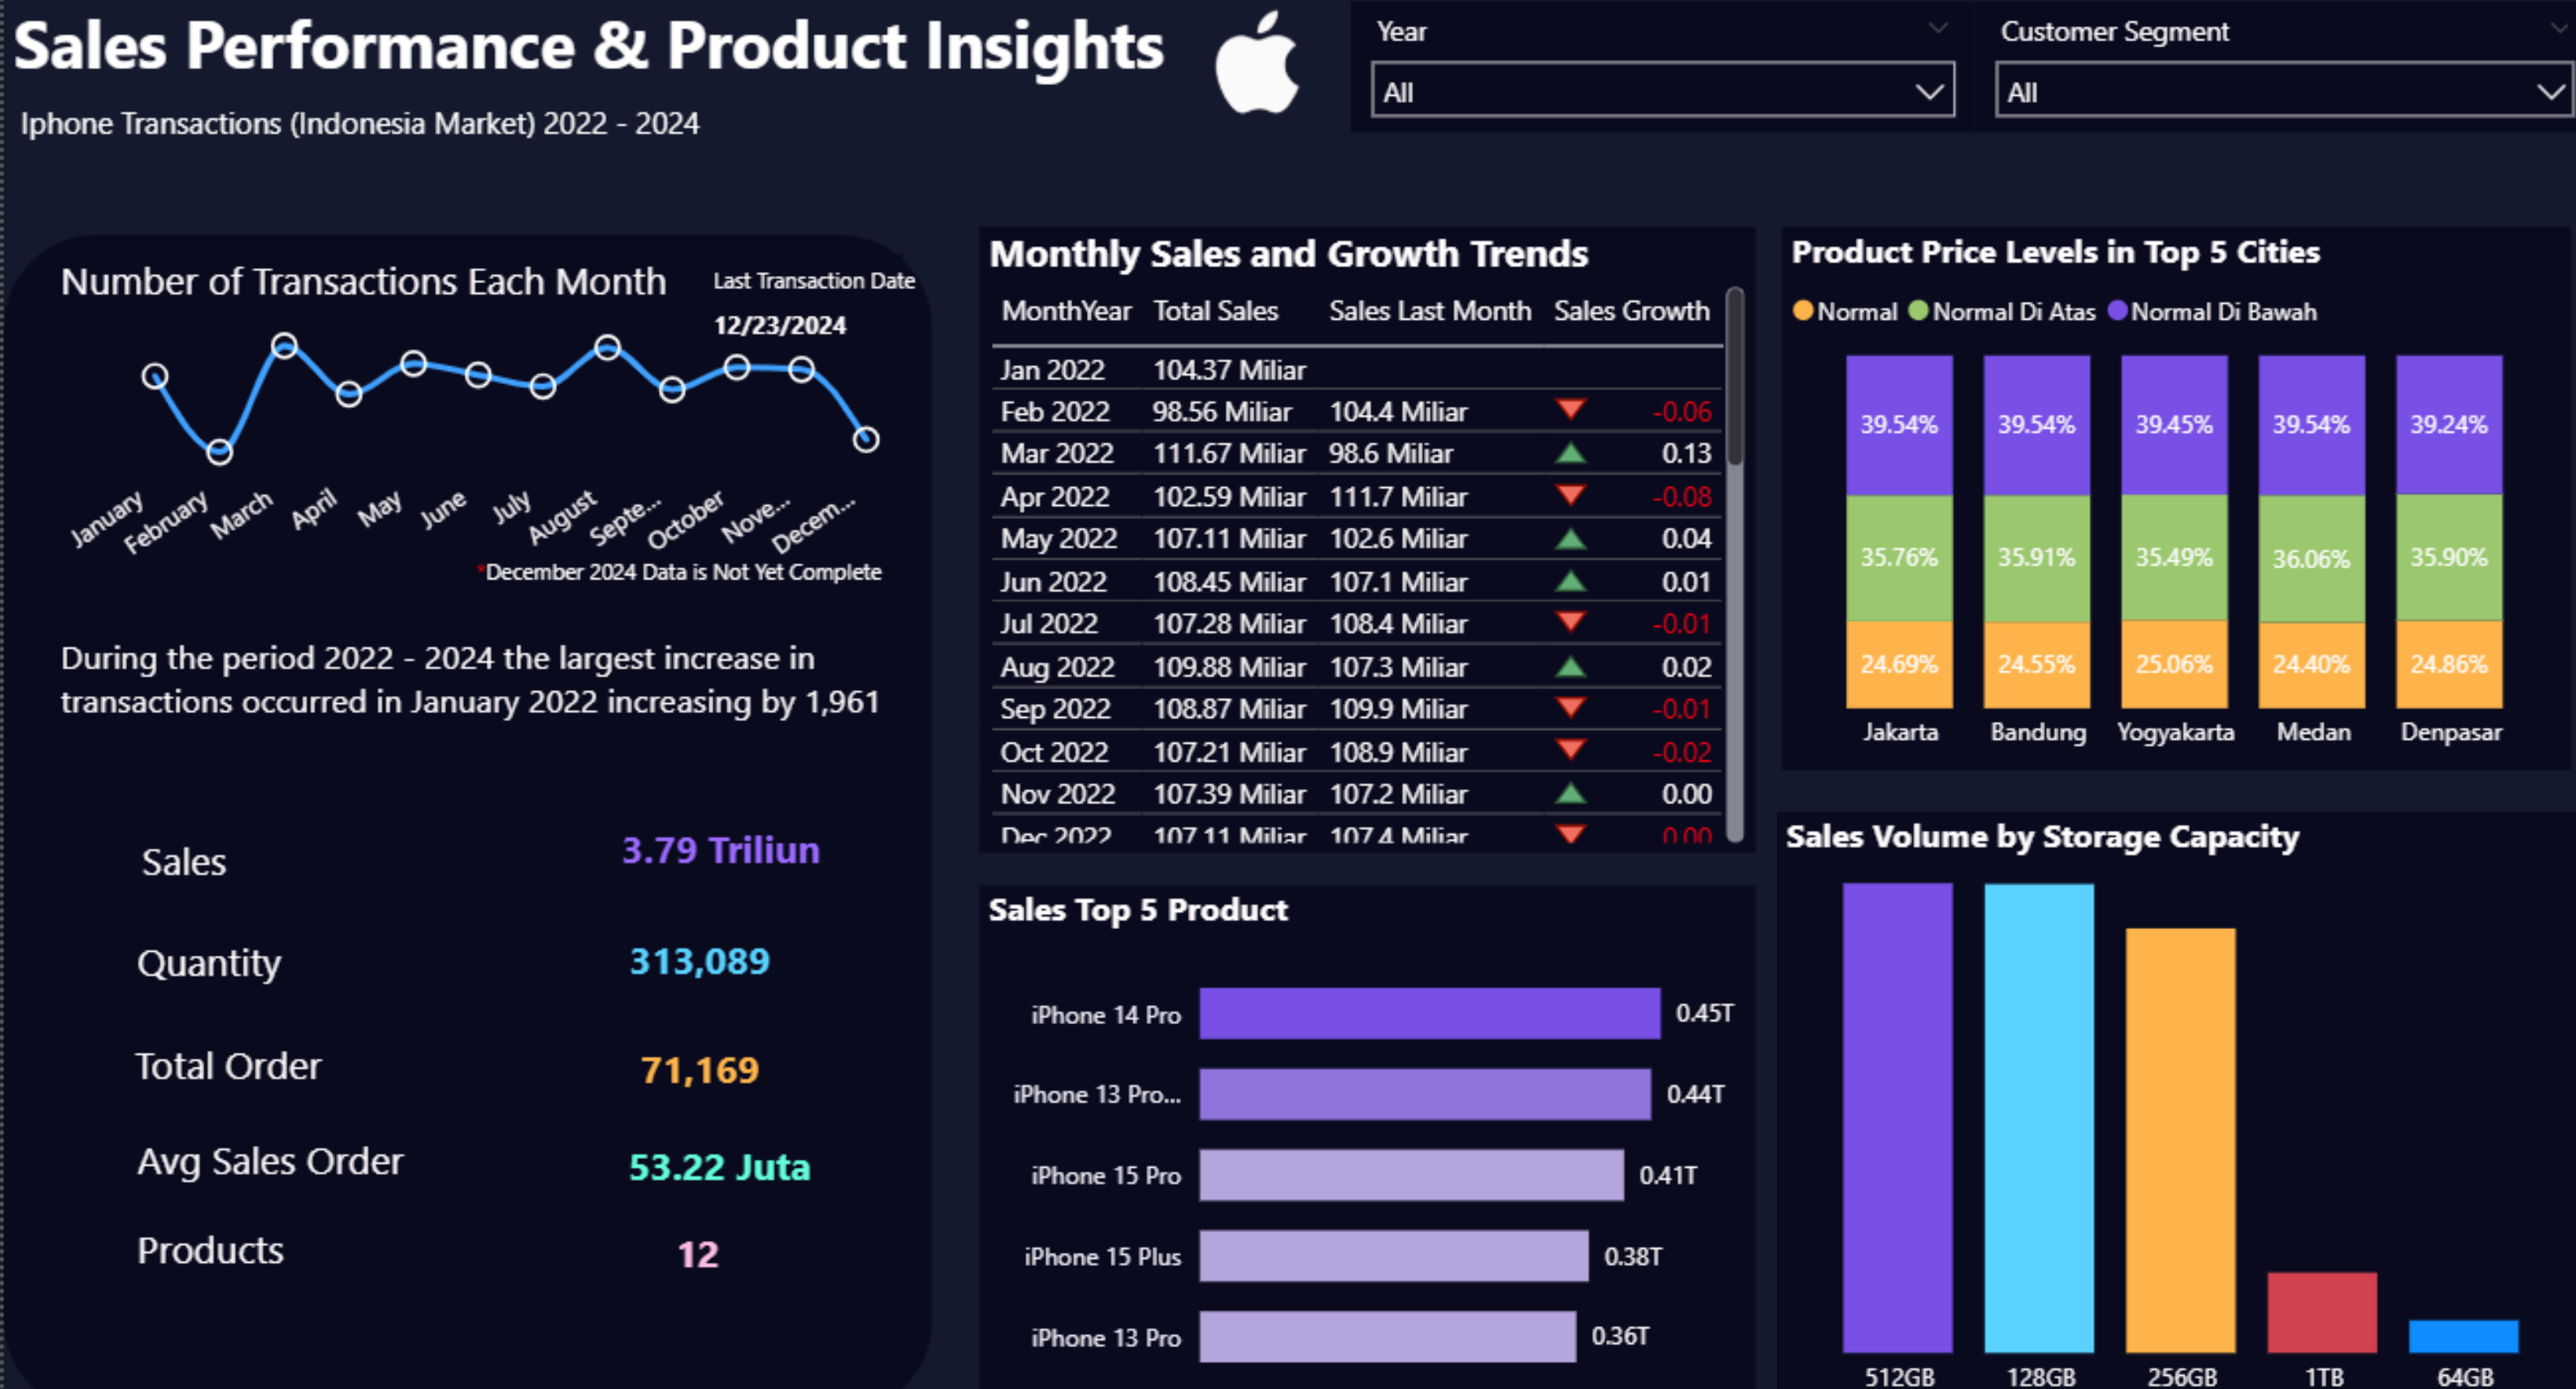 Sales Performance & Product Insights
Iphone Transactions (Indonesia Market) 2022 - 2024
Year
All
Customer Segment
All
Number of Transactions Each Month
Last Transaction Date
12/23/2024
January February March April May June July August Septe... October Nove... Decem...
*December 2024 Data is Not Yet Complete
During the period 2022 - 2024 the largest increase in
transactions occurred in January 2022 increasing by 1,961
Sales 3.79 Triliun
Quantity 313,089
Total Order 71,169
Avg Sales Order 53.22 Juta
Products 12
Monthly Sales and Growth Trends
MonthYear Total Sales Sales Last Month Sales Growth
Jan 2022 104.37 Miliar
Feb 2022 98.56 Miliar 104.4 Miliar -0.06
Mar 2022 111.67 Miliar 98.6 Miliar 0.13
Apr 2022 102.59 Miliar 111.7 Miliar -0.08
May 2022 107.11 Miliar 102.6 Miliar 0.04
Jun 2022 108.45 Miliar 107.1 Miliar 0.01
Jul 2022 107.28 Miliar 108.4 Miliar -0.01
Aug 2022 109.88 Miliar 107.3 Miliar 0.02
Sep 2022 108.87 Miliar 109.9 Miliar -0.01
Oct 2022 107.21 Miliar 108.9 Miliar -0.02
Nov 2022 107.39 Miliar 107.2 Miliar 0.00
Dec 2022 107.11 Miliar 107.4 Miliar 0.00
Sales Top 5 Product
iPhone 14 Pro 0.45T
iPhone 13 Pro... 0.44T
iPhone 15 Pro 0.41T
iPhone 15 Plus 0.38T
iPhone 13 Pro 0.36T
Product Price Levels in Top 5 Cities
Normal Normal Di Atas Normal Di Bawah
39.54% 39.54% 39.45% 39.54% 39.24%
35.76% 35.91% 35.49% 36.06% 35.90%
24.69% 24.55% 25.06% 24.40% 24.86%
Jakarta Bandung Yogyakarta Medan Denpasar
Sales Volume by Storage Capacity
512GB 128GB 256GB 1TB 64GB